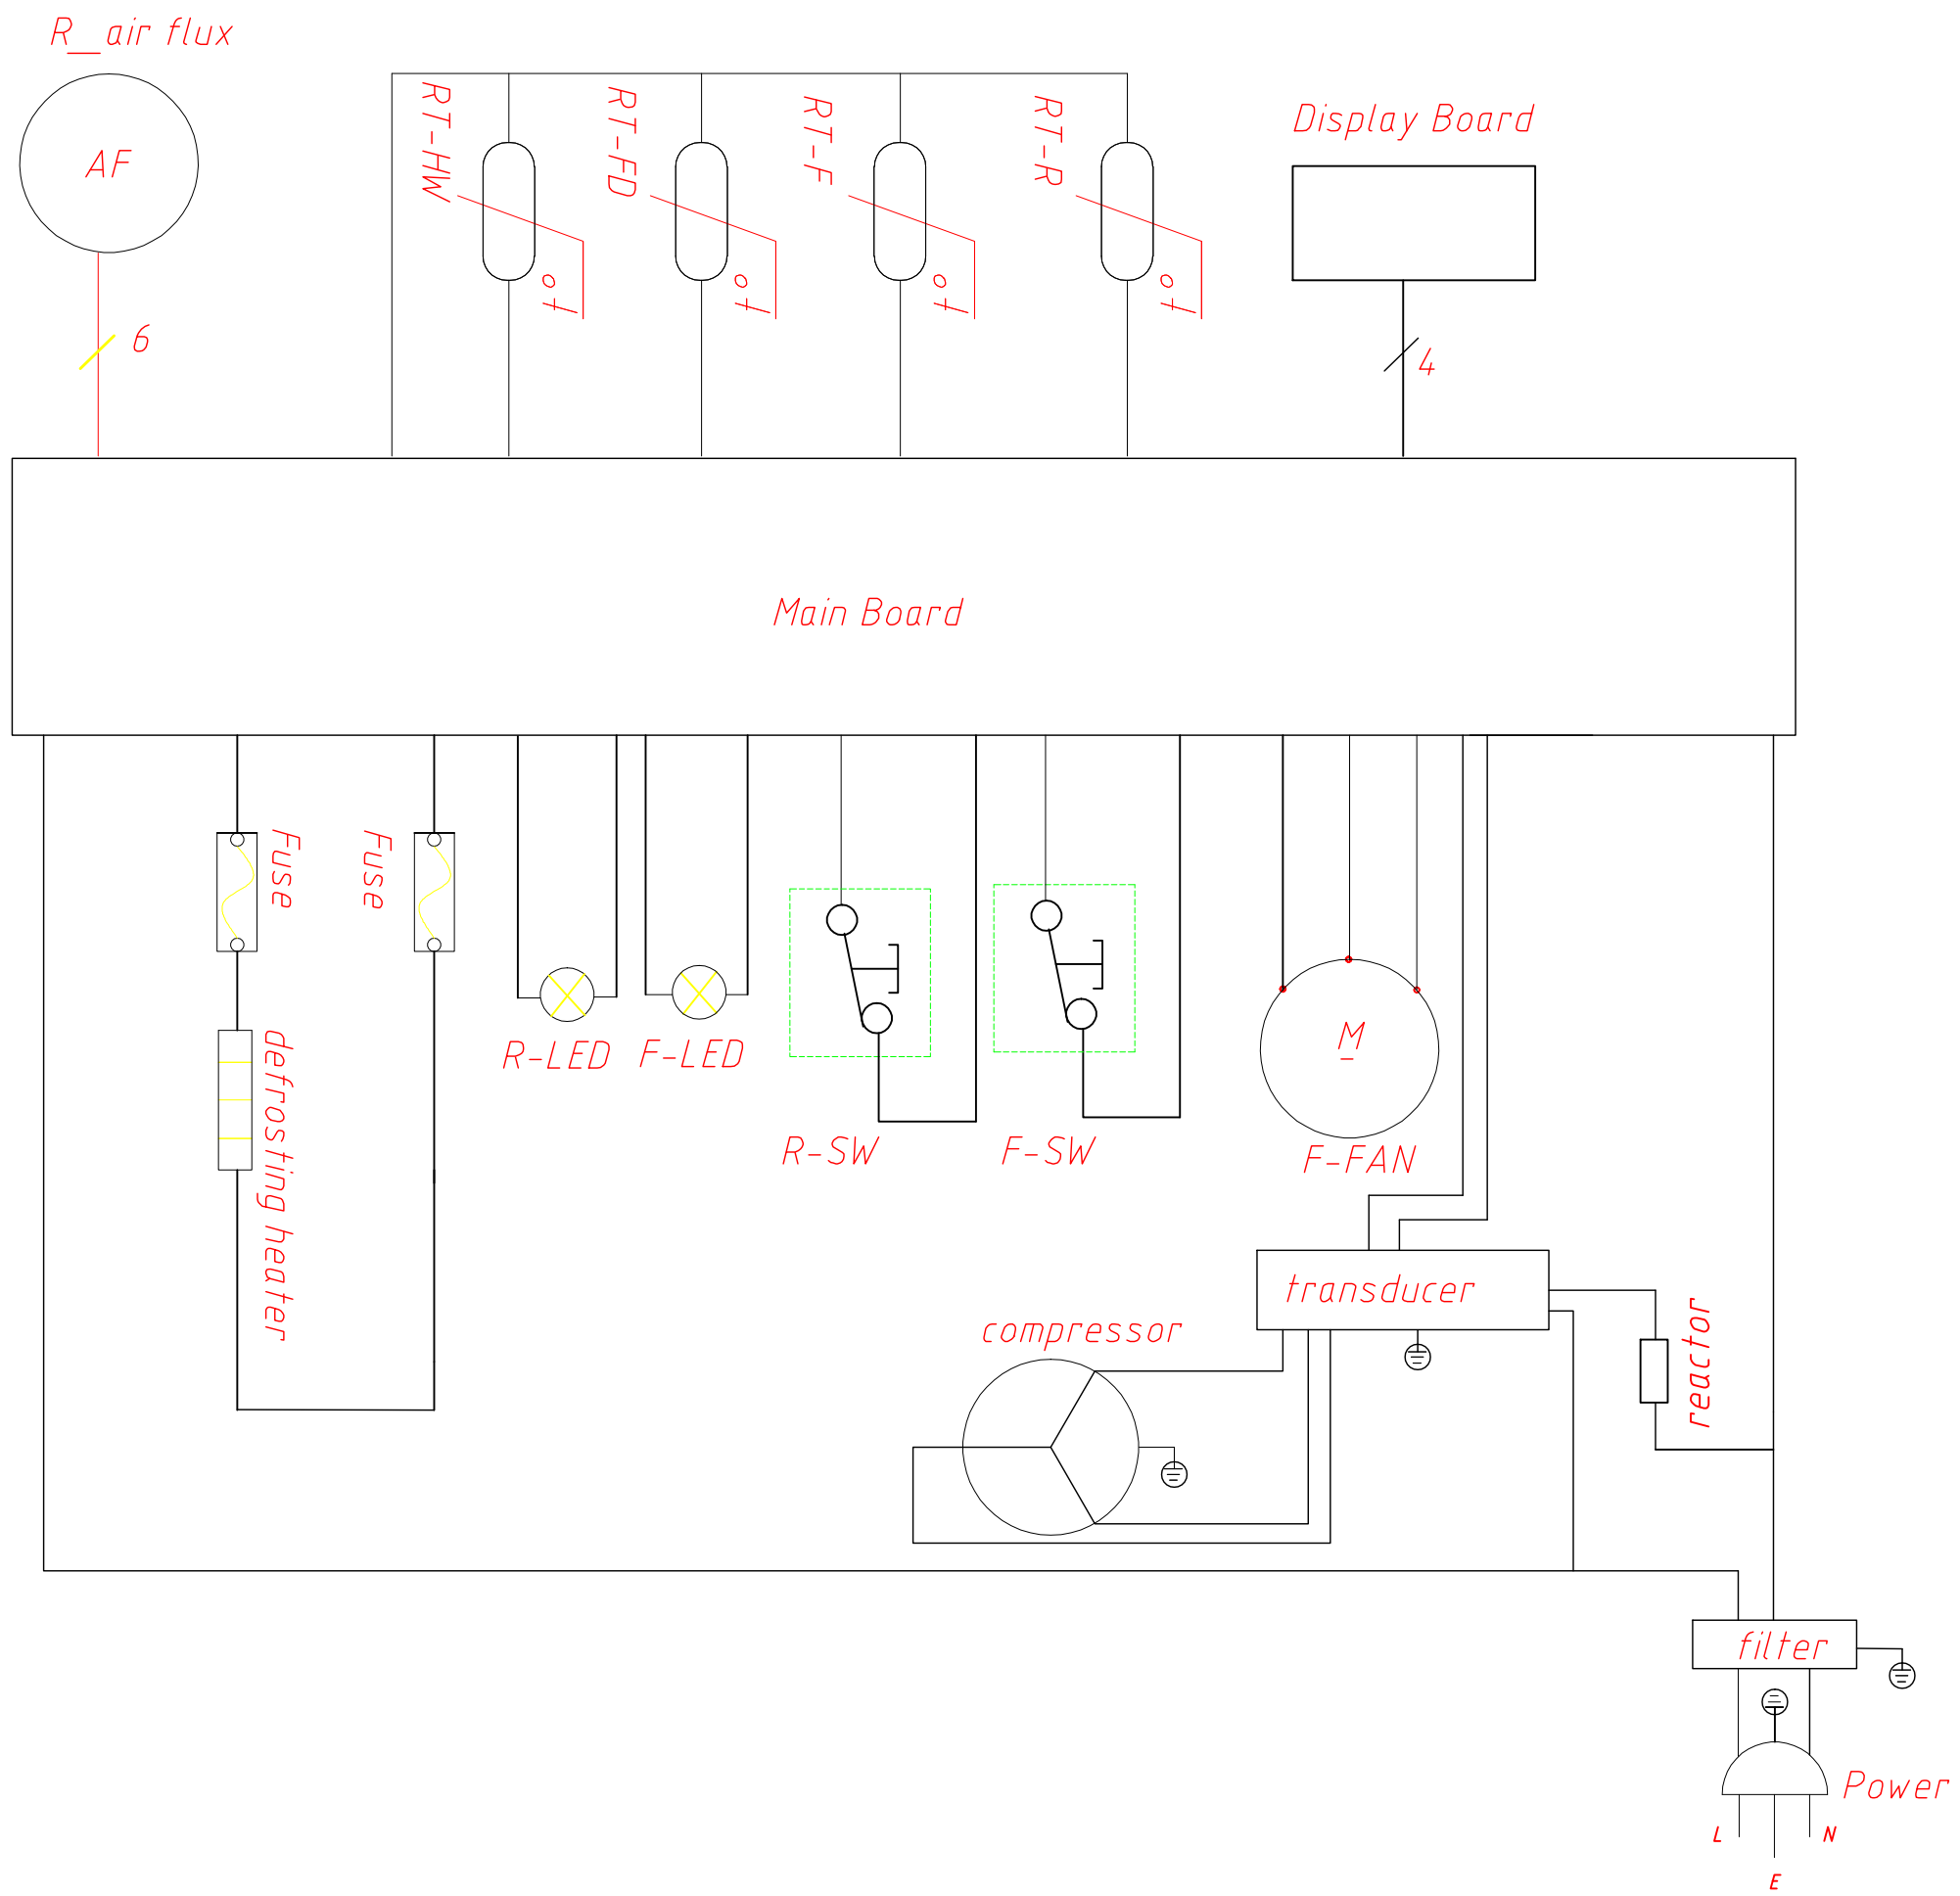 R_air flux
AF
6
RT-HW
°t
RT-FD
°t
RT-F
°t
RT-R
°t
Display Board
4
Main Board
Fuse
Fuse
defrosting heater
R-LED
F-LED
R-SW
F-SW
M
F-FAN
transducer
compressor
reactor
filter
Power
L
N
E